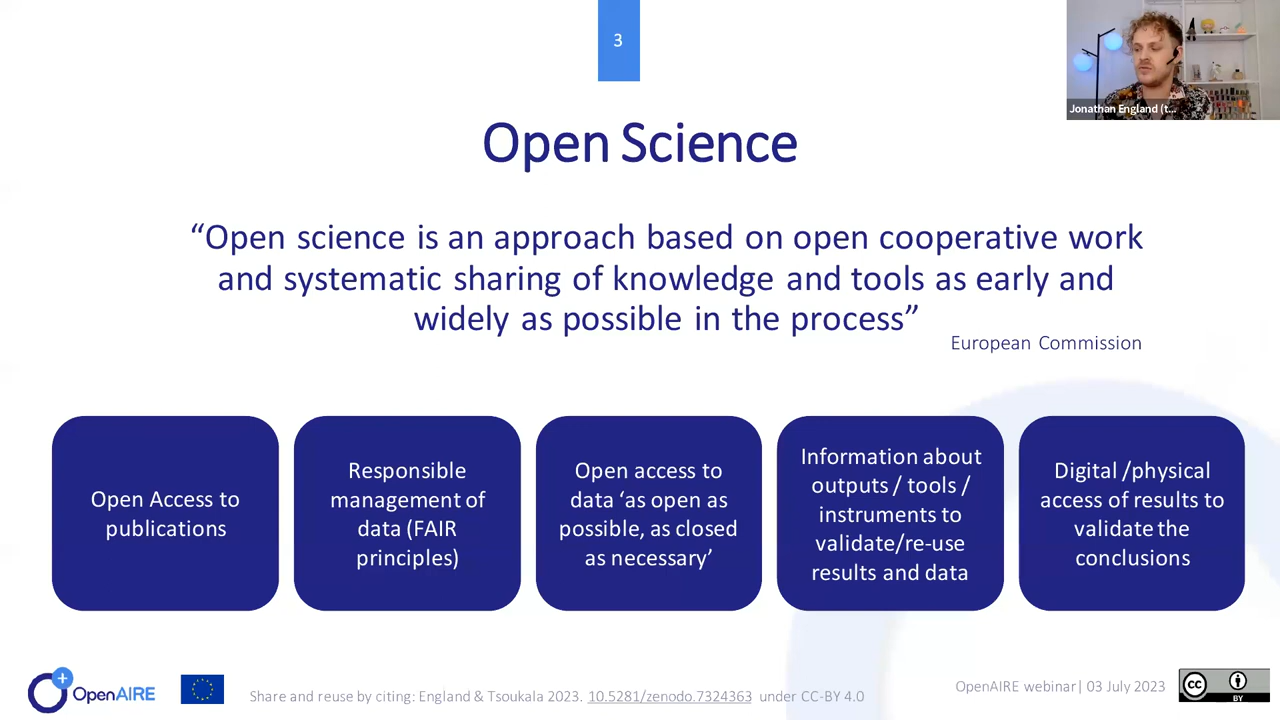 3
Jonathan England (t...
Open Science
“Open science is an approach based on open cooperative work
and systematic sharing of knowledge and tools as early and
widely as possible in the process”
European Commission
Open Access to
publications
Responsible
management of
data (FAIR
principles)
Open access to
data ‘as open as
possible, as closed
as necessary’
Information about
outputs / tools /
instruments to
validate/re-use
results and data
Digital /physical
access of results to
validate the
conclusions
OpenAIRE
Share and reuse by citing: England & Tsoukala 2023. 10.5281/zenodo.7324363 under CC-BY 4.0
OpenAIRE webinar| 03 July 2023
cc
BY